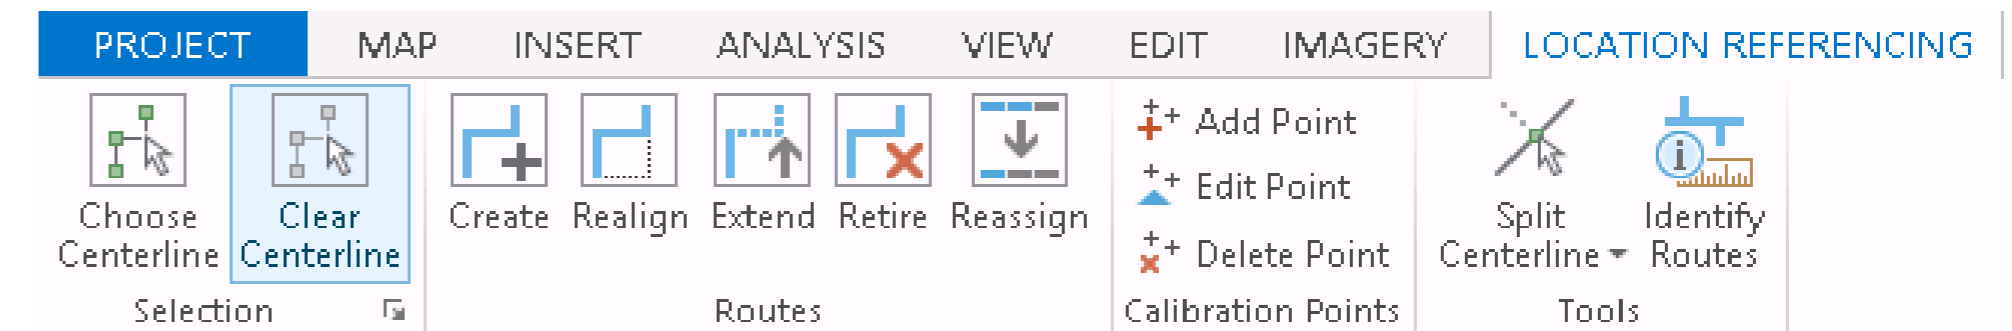 PROJECT MAP INSERT ANALYSIS VIEW EDIT IMAGERY LOCATION REFERENCING
Choose Centerline
Clear Centerline
Create
Realign
Extend
Retire
Reassign
Add Point
Edit Point
Delete Point
Split Centerline
Identify Routes
Selection
Routes
Calibration Points
Tools